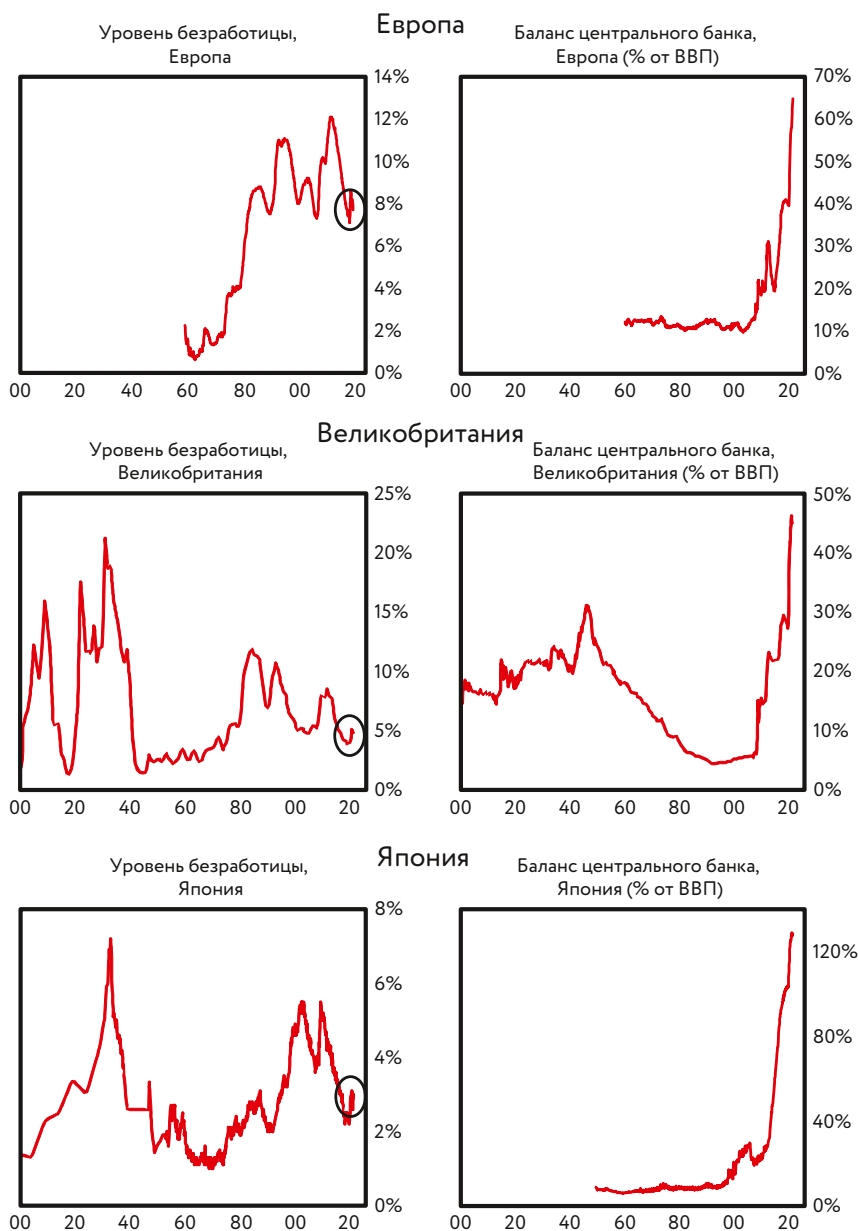 Европа
Уровень безработицы,
Европа
14%
12%
10%
8%
6%
4%
2%
0%
00 20 40 60 80 00 20
Баланс центрального банка,
Европа (% от ВВП)
70%
60%
50%
40%
30%
20%
10%
0%
00 20 40 60 80 00 20
Великобритания
Уровень безработицы,
Великобритания
25%
20%
15%
10%
5%
0%
00 20 40 60 80 00 20
Баланс центрального банка,
Великобритания (% от ВВП)
50%
40%
30%
20%
10%
0%
00 20 40 60 80 00 20
Япония
Уровень безработицы,
Япония
8%
6%
4%
2%
0%
00 20 40 60 80 00 20
Баланс центрального банка,
Япония (% от ВВП)
120%
80%
40%
0%
00 20 40 60 80 00 20